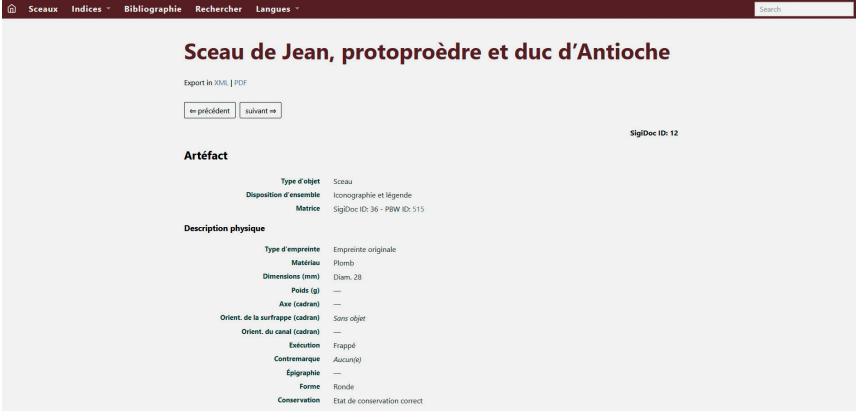 Sceaux Indices Bibliographie Rechercher Langues Search
Sceau de Jean, protoproèdre et duc d’Antioche
Export in XML | PDF
⇐ précédent suivant ⇒
SigiDoc ID: 12
Artéfact
Type d'objet Sceau
Disposition d'ensemble Iconographie et légende
Matrice SigiDoc ID: 36 - PBW ID: 515
Description physique
Type d'empreinte Empreinte originale
Matériau Plomb
Dimensions (mm) Diam. 28
Poids (g) —
Axe (cadran) —
Orient. de la surfrappe (cadran) Sans objet
Orient. du canal (cadran) —
Exécution Frappé
Contremarque Aucun(e)
Épigraphie —
Forme Ronde
Conservation Etat de conservation correct